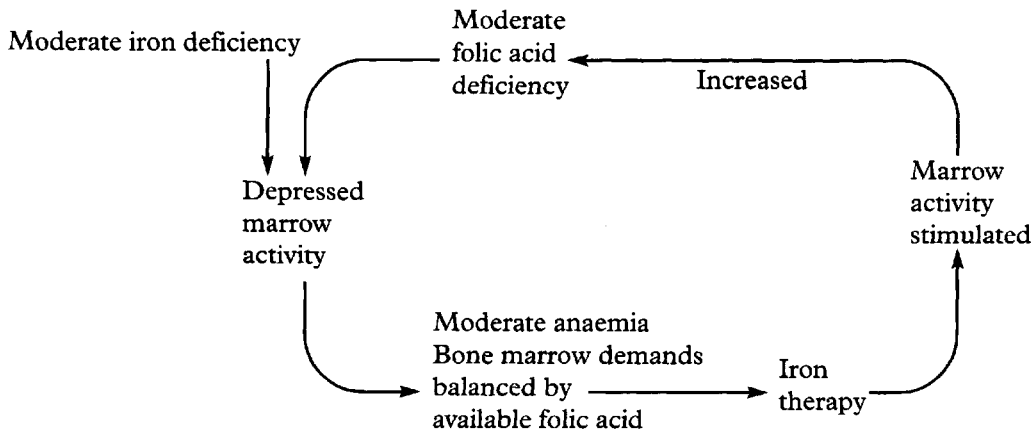 Moderate iron deficiency
Moderate
folic acid
deficiency
Increased
Depressed
marrow
activity
Marrow
activity
stimulated
Moderate anaemia
Bone marrow demands
balanced by
available folic acid
Iron
therapy